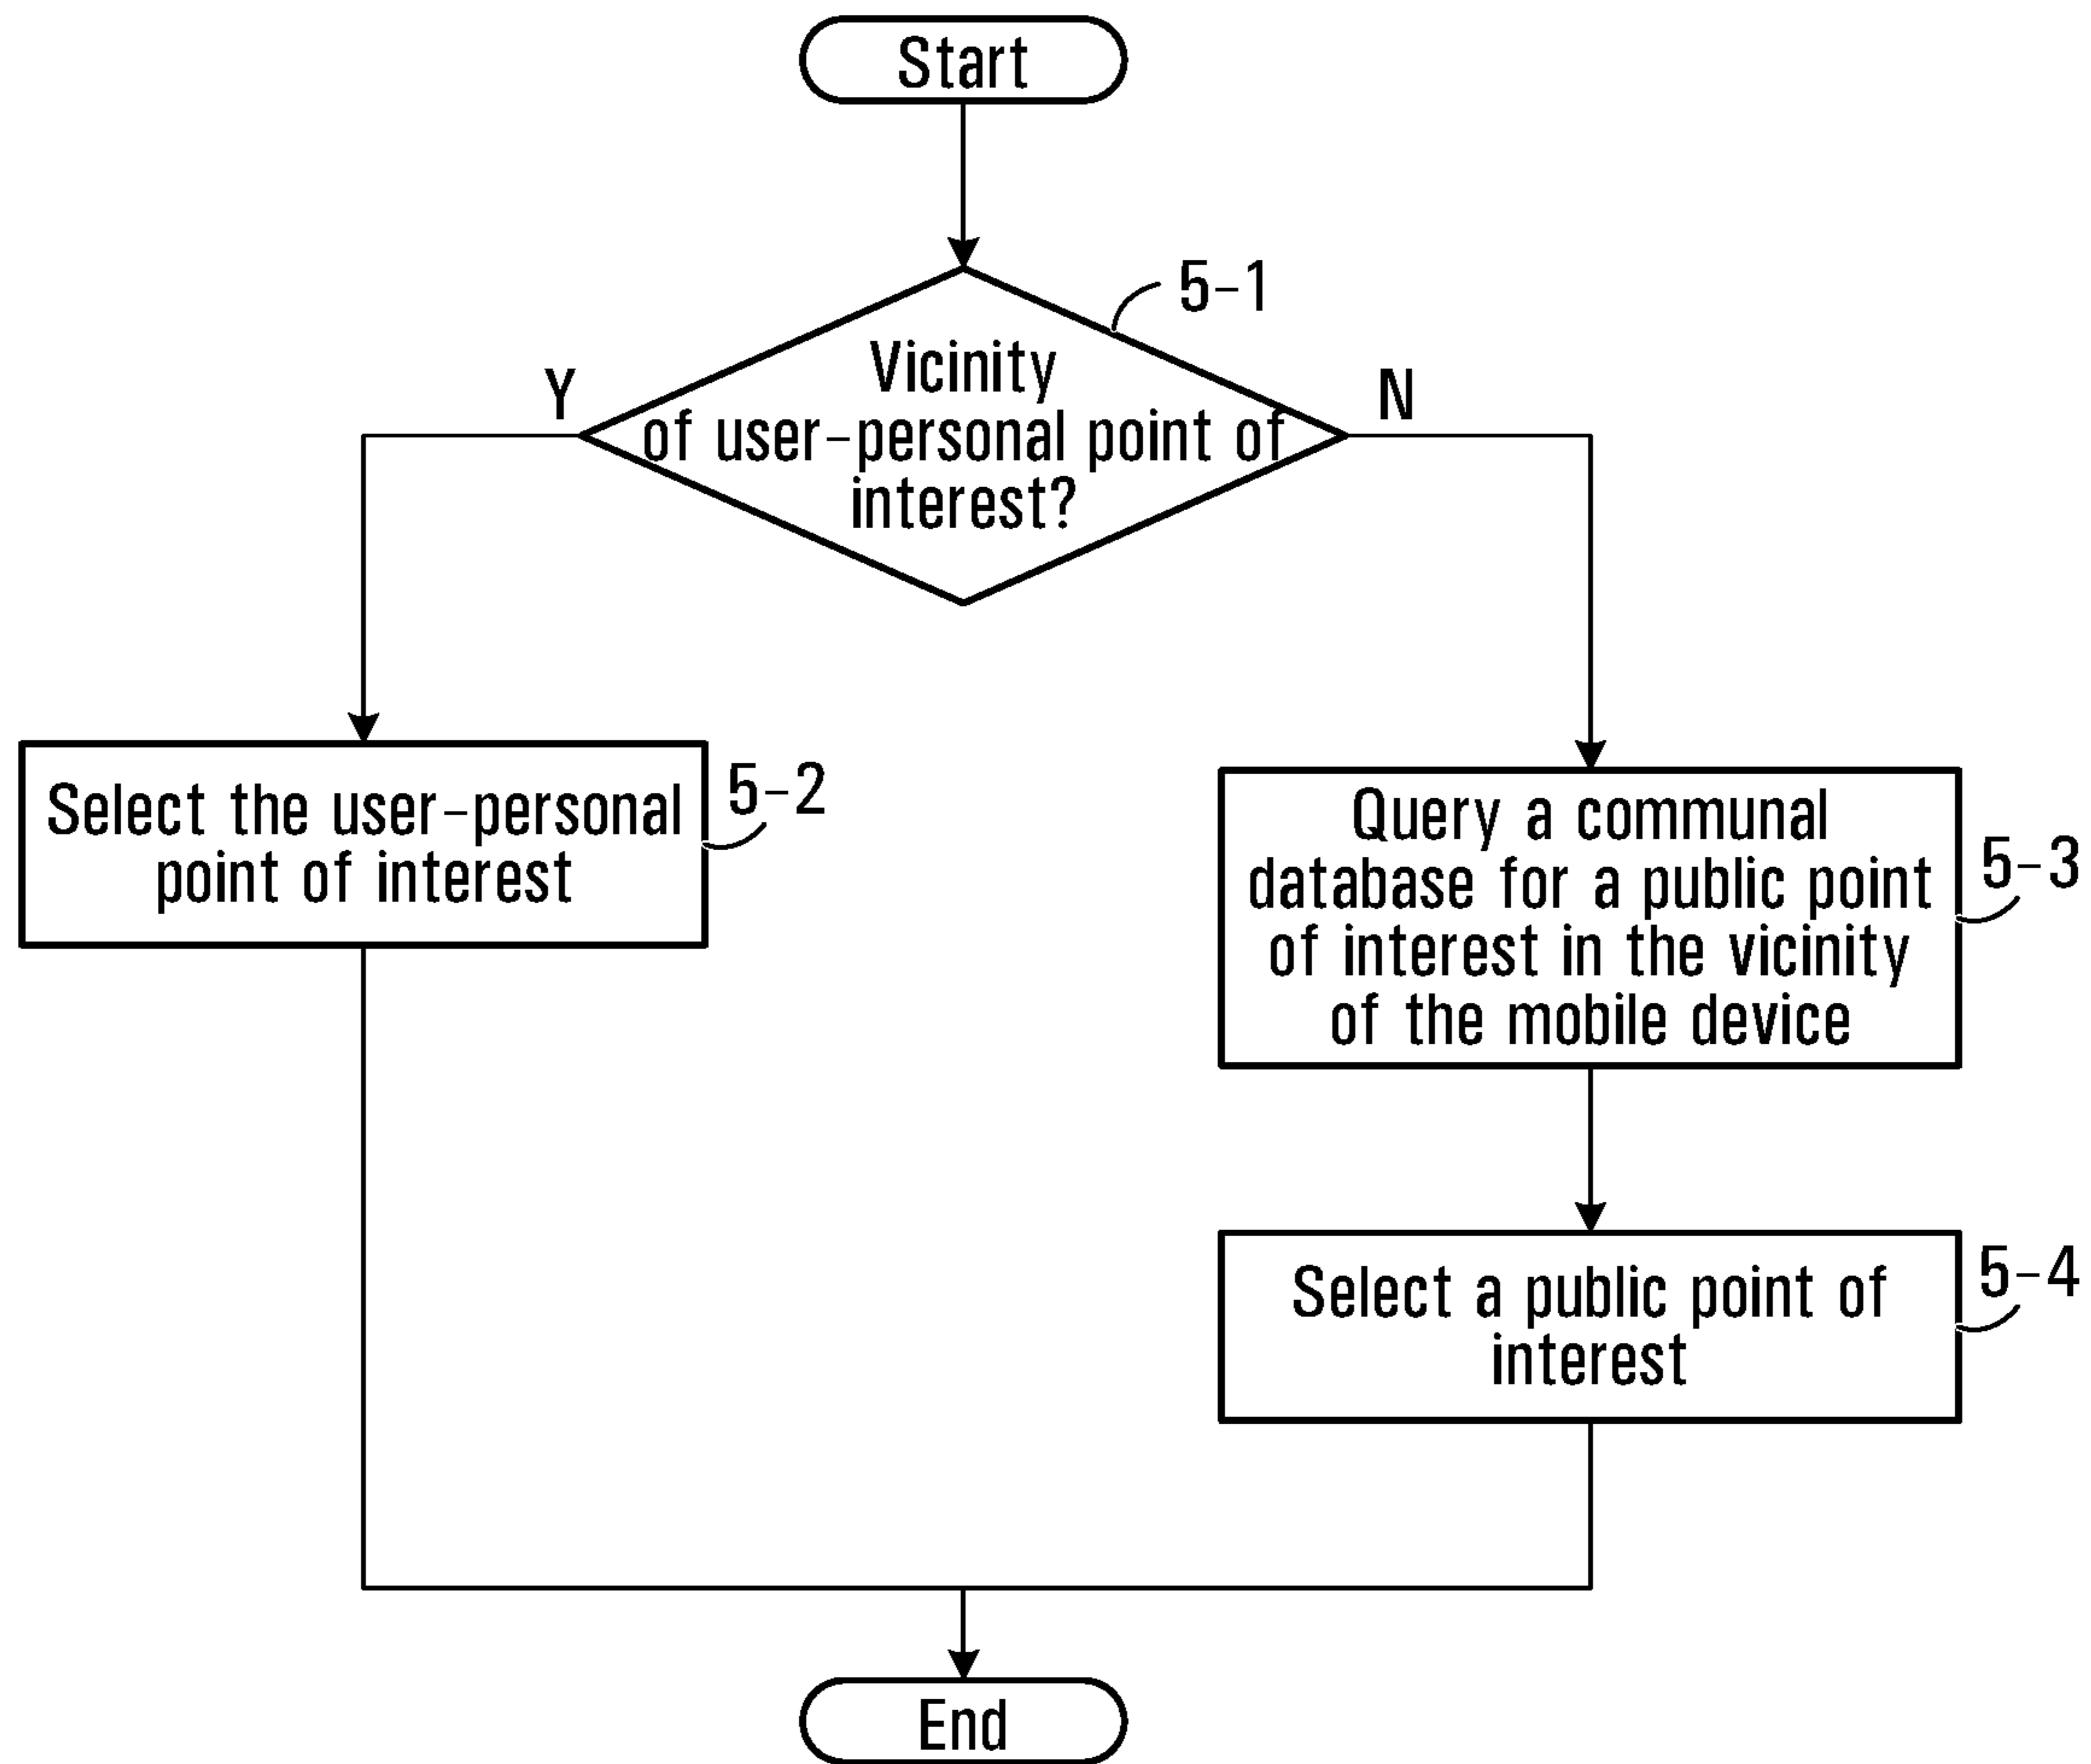 Start
5-1
Vicinity
of user-personal point of
interest?
Y
N
Select the user-personal
point of interest
5-2
Query a communal
database for a public point
of interest in the vicinity
of the mobile device
5-3
Select a public point of
interest
5-4
End